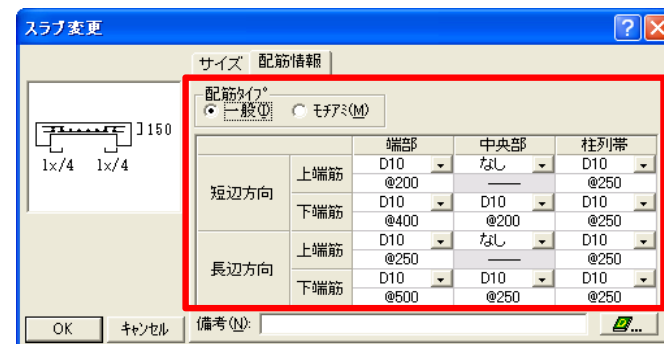 スラブ変更
サイズ 配筋情報
配筋ﾀｲﾌﾟ
一般(I) ﾓﾁｱﾐ(M)
150
lx/4 lx/4
端部 中央部 柱列帯
短辺方向 上端筋 D10 なし D10
@200 ―― @250
下端筋 D10 D10 D10
@400 @200 @250
長辺方向 上端筋 D10 なし D10
@250 ―― @250
下端筋 D10 D10 D10
@500 @250 @250
OK ｷｬﾝｾﾙ 備考(N): ...